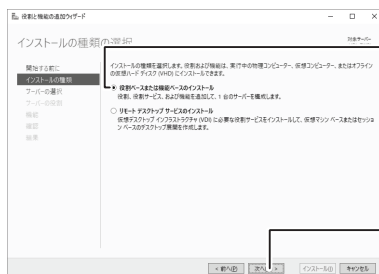 役割と機能の追加ウィザード
インストールの種類の選択
対象サーバー
開始する前に
インストールの種類
サーバーの選択
サーバーの役割
機能
確認
結果
インストールの種類を選択します。役割および機能は、実行中の物理コンピューター、仮想コンピューター、またはオフライン
の仮想ハード ディスク (VHD) にインストールできます。
役割ベースまたは機能ベースのインストール
役割、役割サービス、および機能を追加して、1 台のサーバーを構成します。
リモート デスクトップ サービスのインストール
仮想デスクトップ インフラストラクチャ (VDI) に必要な役割サービスをインストールして、仮想マシン ベースまたはセッショ
ン ベースのデスクトップ展開を作成します。
< 前へ(P) 次へ > インストール(I) キャンセル